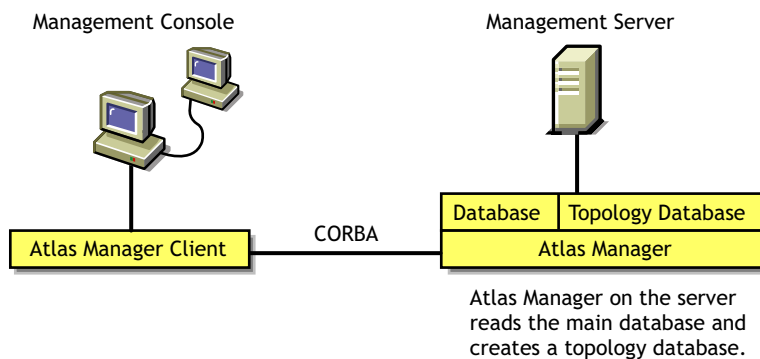 Management Console
Management Server
Database
Topology Database
Atlas Manager Client
CORBA
Atlas Manager
Atlas Manager on the server
reads the main database and
creates a topology database.